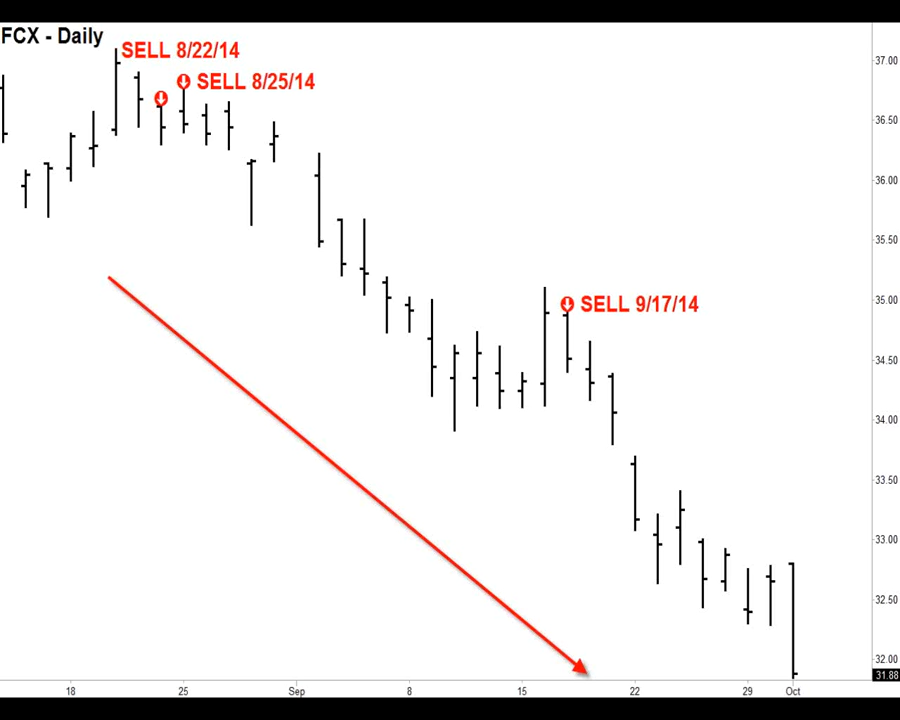 FCX - Daily
SELL 8/22/14
SELL 8/25/14
SELL 9/17/14
37.00
36.50
36.00
35.50
35.00
34.50
34.00
33.50
33.00
32.50
32.00
31.88
18 25 Sep 8 15 22 29 Oct